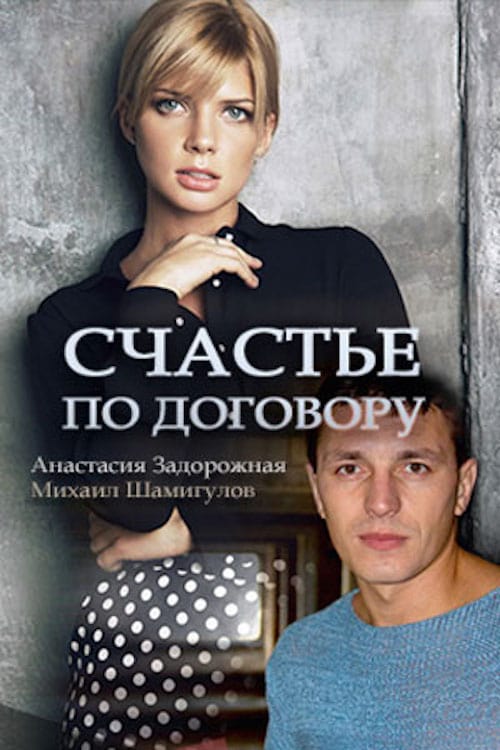 СЧАСТЬЕ
ПО ДОГОВОРУ
Анастасия Задорожная
Михаил Шамигулов